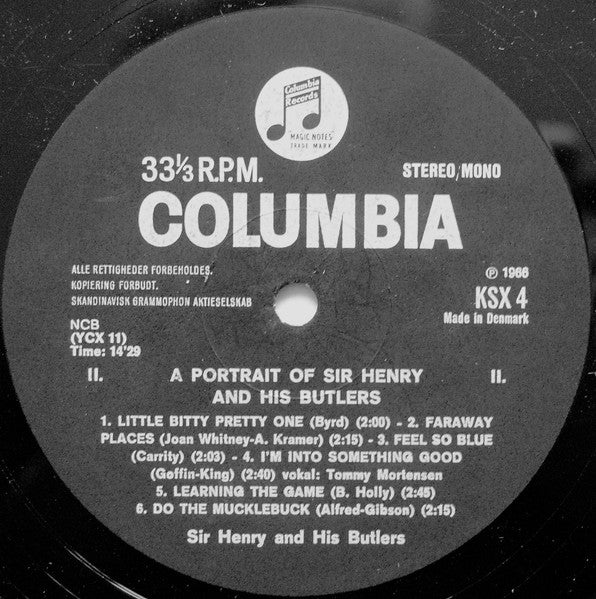 Columbia
Records
"MAGIC NOTES"
TRADE MARK
33⅓ R.P.M.
STEREO/MONO
COLUMBIA
ALLE RETTIGHEDER FORBEHOLDES.
KOPIERING FORBUDT.
SKANDINAVISK GRAMMOPHON AKTIESELSKAB
℗ 1966
KSX 4
Made in Denmark
NCB
(YCX 11)
Time: 14'29
II. A PORTRAIT OF SIR HENRY II.
AND HIS BUTLERS
1. LITTLE BITTY PRETTY ONE (Byrd) (2:00) - 2. FARAWAY
PLACES (Joan Whitney-A. Kramer) (2:15) - 3. FEEL SO BLUE
(Carrity) (2:03) - 4. I'M INTO SOMETHING GOOD
(Gøffin-King) (2:40) vokal: Tommy Mortensen
5. LEARNING THE GAME (B. Holly) (2:45)
6. DO THE MUCKLEBUCK (Alfred-Gibson) (2:15)
Sir Henry and His Butlers